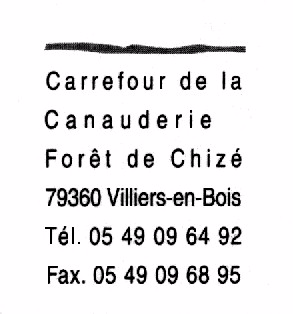 Carrefour de la
Canauderie
Forêt de Chizé
79360 Villiers-en-Bois
Tél. 05 49 09 64 92
Fax. 05 49 09 68 95